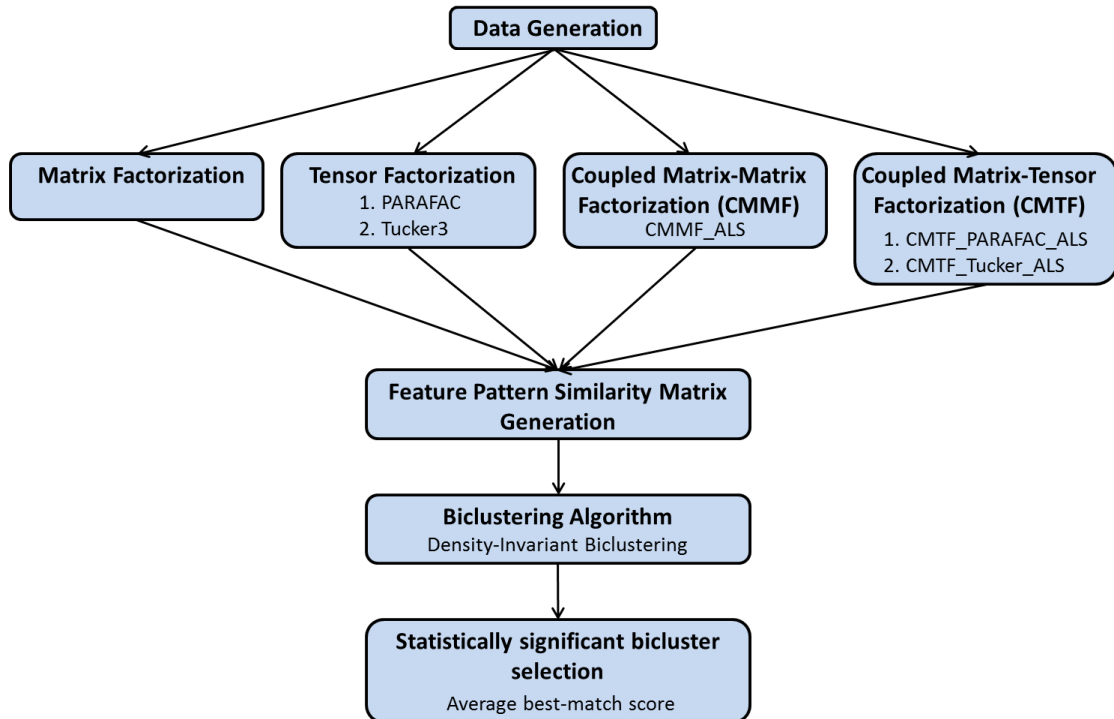 Data Generation
Matrix Factorization
Tensor Factorization
1. PARAFAC
2. Tucker3
Coupled Matrix-Matrix
Factorization (CMMF)
CMMF_ALS
Coupled Matrix-Tensor
Factorization (CMTF)
1. CMTF_PARAFAC_ALS
2. CMTF_Tucker_ALS
Feature Pattern Similarity Matrix
Generation
Biclustering Algorithm
Density-Invariant Biclustering
Statistically significant bicluster
selection
Average best-match score